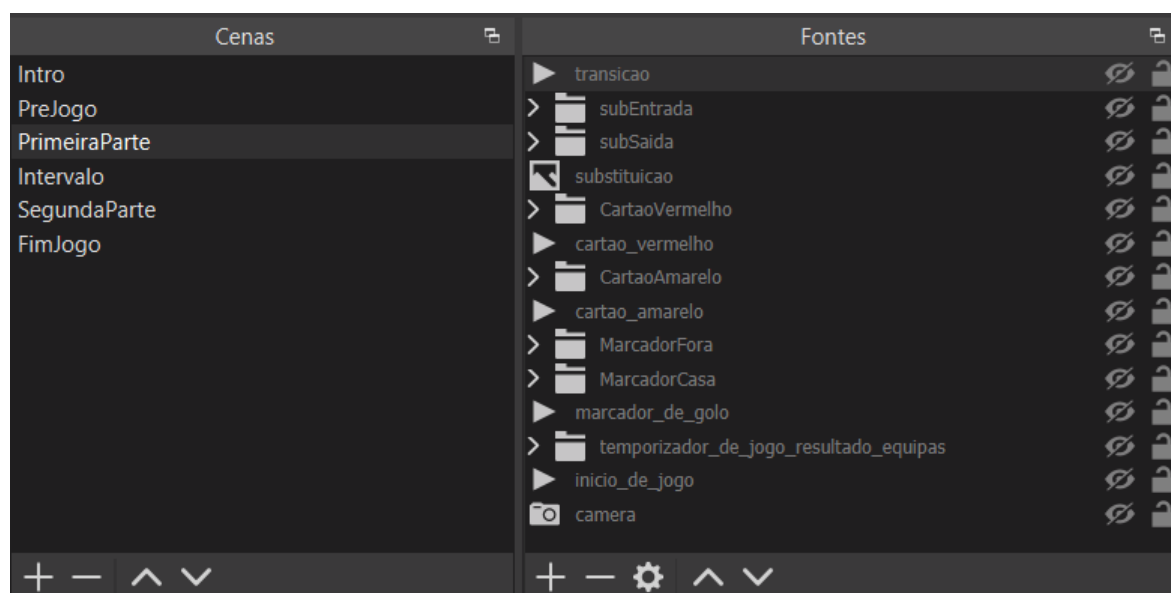 Cenas
Intro
PreJogo
PrimeiraParte
Intervalo
SegundaParte
FimJogo
Fontes
transicao
subEntrada
subSaida
substituicao
CartaoVermelho
cartao_vermelho
CartaoAmarelo
cartao_amarelo
MarcadorFora
MarcadorCasa
marcador_de_golo
temporizador_de_jogo_resultado_equipas
inicio_de_jogo
camera